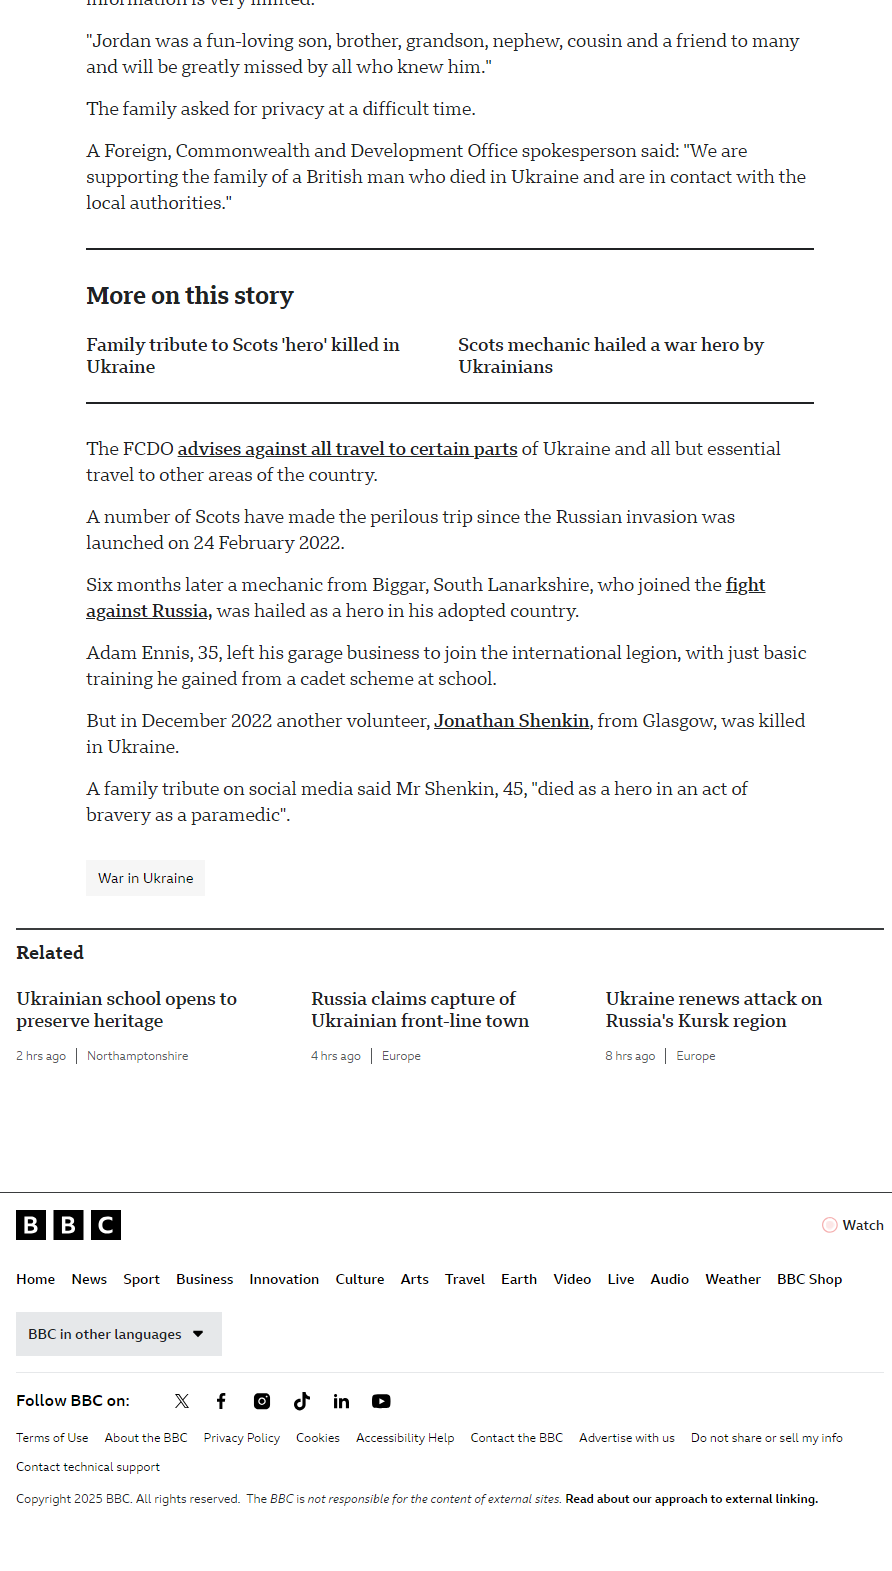 information is very limited.
"Jordan was a fun-loving son, brother, grandson, nephew, cousin and a friend to many
and will be greatly missed by all who knew him."
The family asked for privacy at a difficult time.
A Foreign, Commonwealth and Development Office spokesperson said: "We are
supporting the family of a British man who died in Ukraine and are in contact with the
local authorities."
More on this story
Family tribute to Scots 'hero' killed in
Ukraine
Scots mechanic hailed a war hero by
Ukrainians
The FCDO advises against all travel to certain parts of Ukraine and all but essential
travel to other areas of the country.
A number of Scots have made the perilous trip since the Russian invasion was
launched on 24 February 2022.
Six months later a mechanic from Biggar, South Lanarkshire, who joined the fight
against Russia, was hailed as a hero in his adopted country.
Adam Ennis, 35, left his garage business to join the international legion, with just basic
training he gained from a cadet scheme at school.
But in December 2022 another volunteer, Jonathan Shenkin, from Glasgow, was killed
in Ukraine.
A family tribute on social media said Mr Shenkin, 45, "died as a hero in an act of
bravery as a paramedic".
War in Ukraine
Related
Ukrainian school opens to
preserve heritage
2 hrs ago | Northamptonshire
Russia claims capture of
Ukrainian front-line town
4 hrs ago | Europe
Ukraine renews attack on
Russia's Kursk region
8 hrs ago | Europe
BBC
Watch
Home News Sport Business Innovation Culture Arts Travel Earth Video Live Audio Weather BBC Shop
BBC in other languages
Follow BBC on:
Terms of Use About the BBC Privacy Policy Cookies Accessibility Help Contact the BBC Advertise with us Do not share or sell my info
Contact technical support
Copyright 2025 BBC. All rights reserved. The BBC is not responsible for the content of external sites. Read about our approach to external linking.